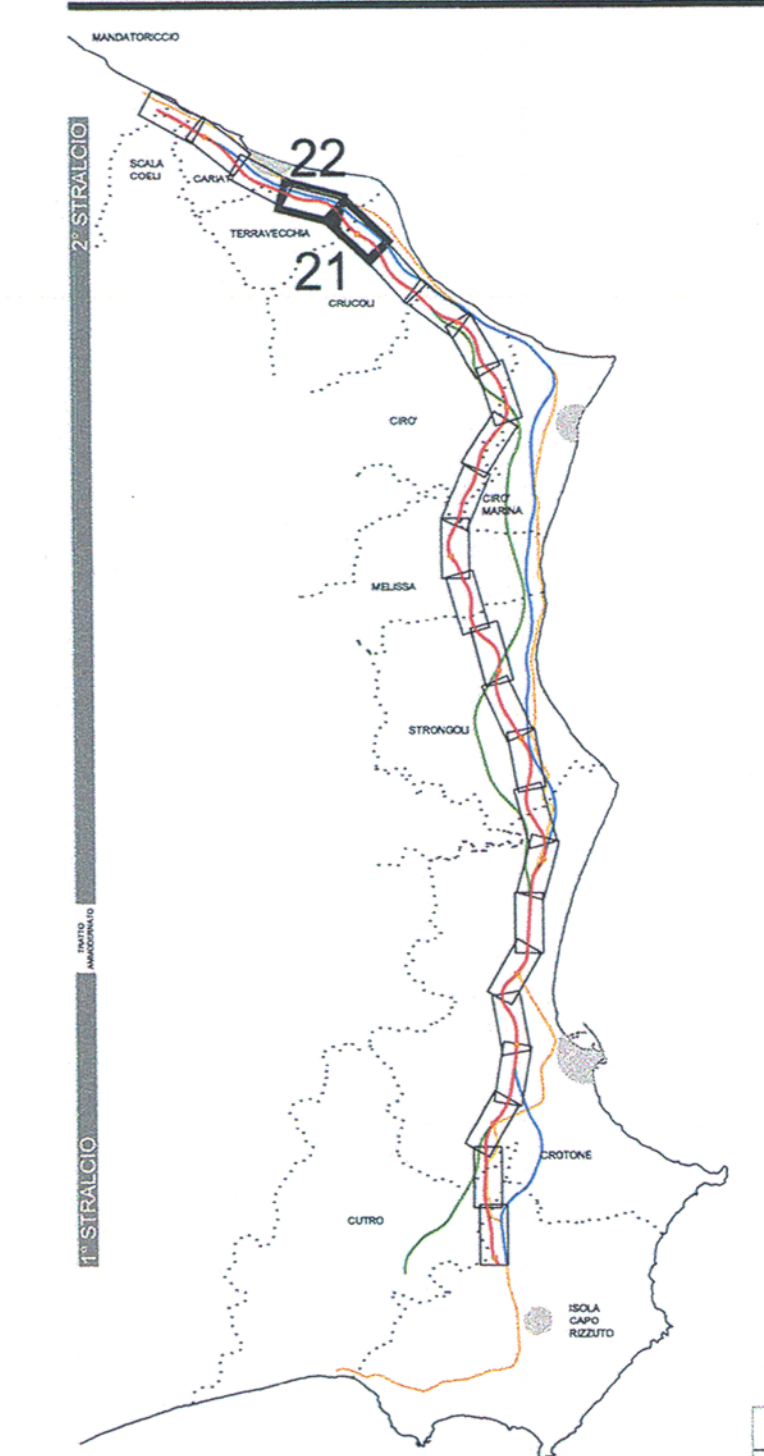 MANDATORICCIO
2° STRALCIO
22
SCALA
COELI
CARIAT
TERRAVECCHIA
21
CRUCOLI
CIRO'
CIRO'
MARINA
MELISSA
STRONGOLI
TRATTO
AMMODERNATO
1° STRALCIO
CROTONE
CUTRO
ISOLA
CAPO
RIZZUTO